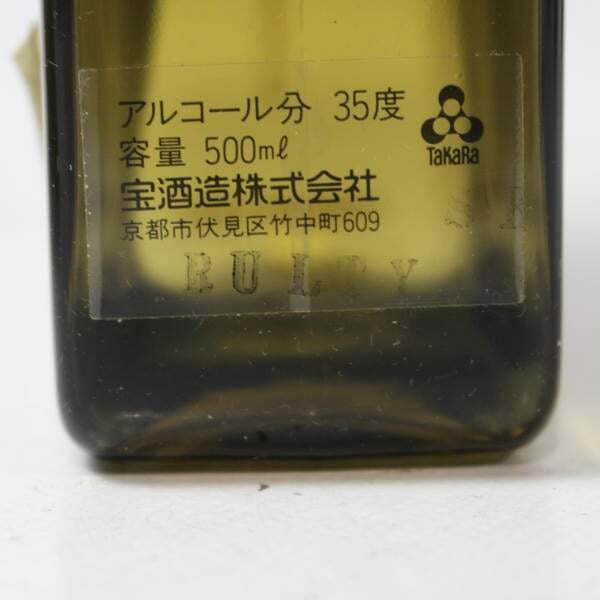 アルコール分 35度
容量 500ml
TaKaRa
宝酒造株式会社
京都市伏見区竹中町609